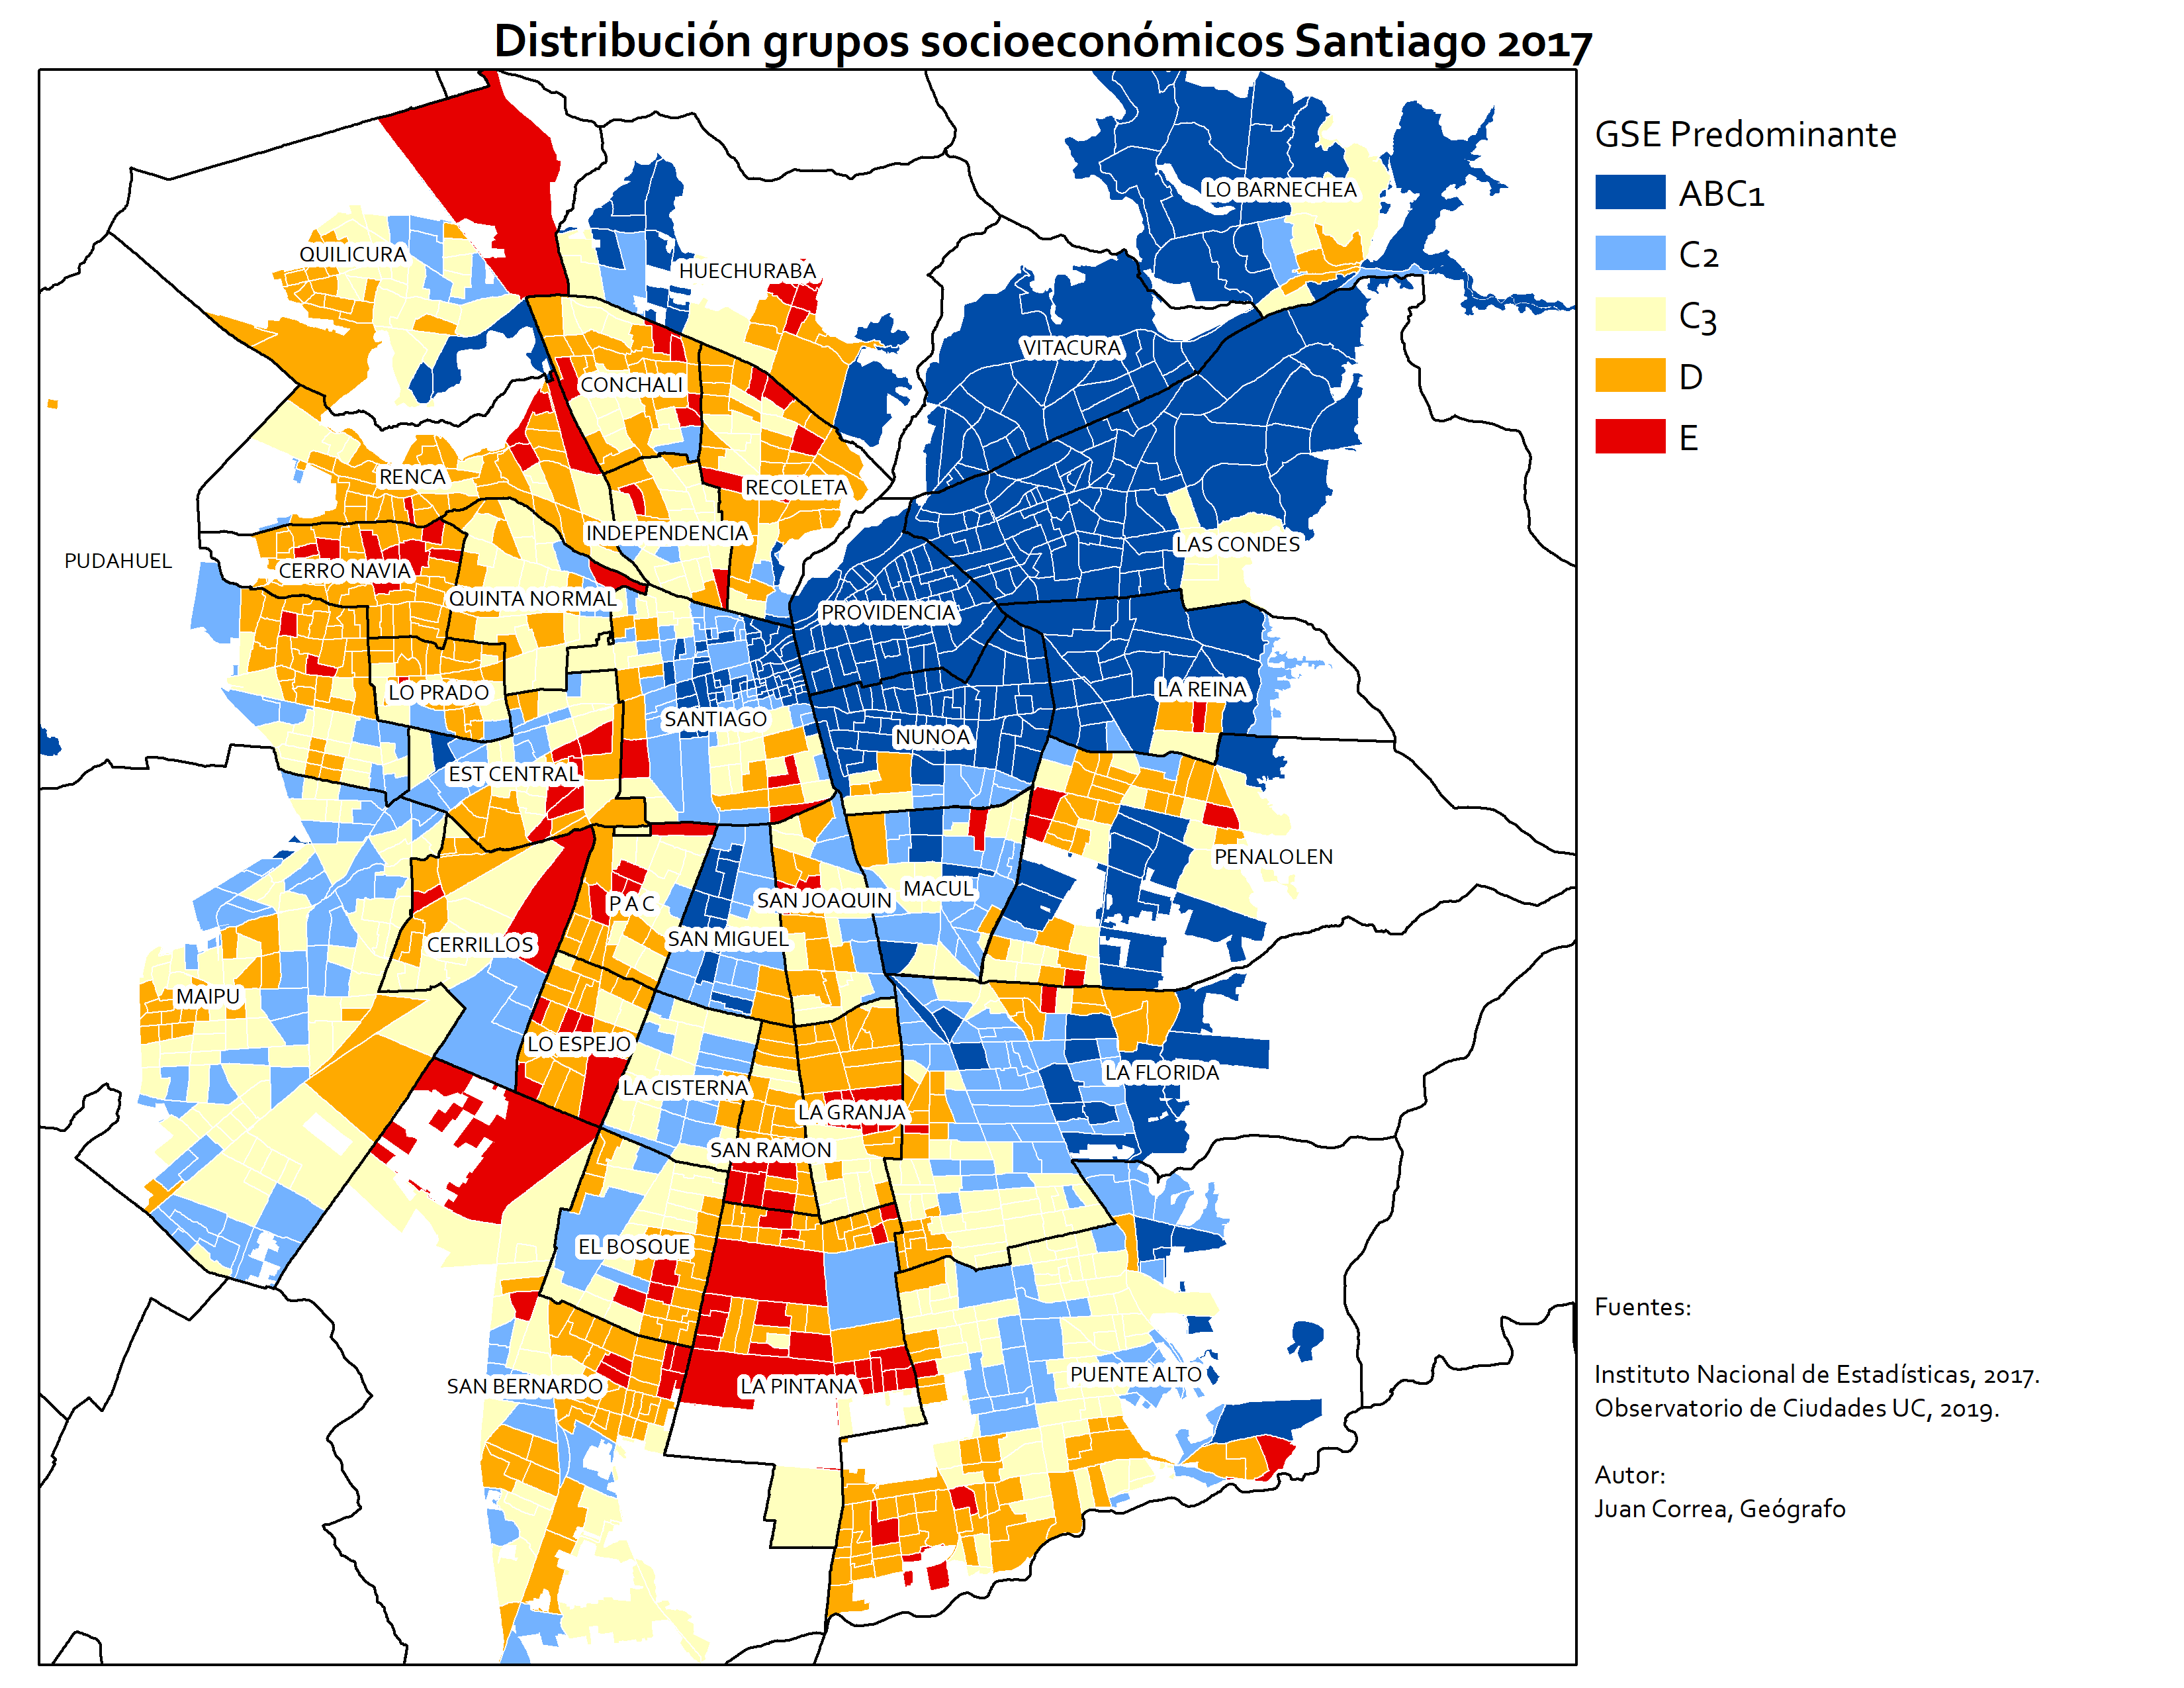 Distribución grupos socioeconómicos Santiago 2017
GSE Predominante
ABC1
C2
C3
D
E
LO BARNECHEA
QUILICURA
HUECHURABA
VITACURA
CONCHALI
RENCA
RECOLETA
INDEPENDENCIA
LAS CONDES
PUDAHUEL
CERRO NAVIA
QUINTA NORMAL
PROVIDENCIA
LO PRADO
LA REINA
SANTIAGO
NUNOA
EST CENTRAL
PENALOLEN
MACUL
SAN JOAQUIN
P A C
SAN MIGUEL
CERRILLOS
MAIPU
LO ESPEJO
LA FLORIDA
LA CISTERNA
LA GRANJA
SAN RAMON
EL BOSQUE
PUENTE ALTO
SAN BERNARDO
LA PINTANA
Fuentes:
Instituto Nacional de Estadísticas, 2017.
Observatorio de Ciudades UC, 2019.
Autor:
Juan Correa, Geógrafo